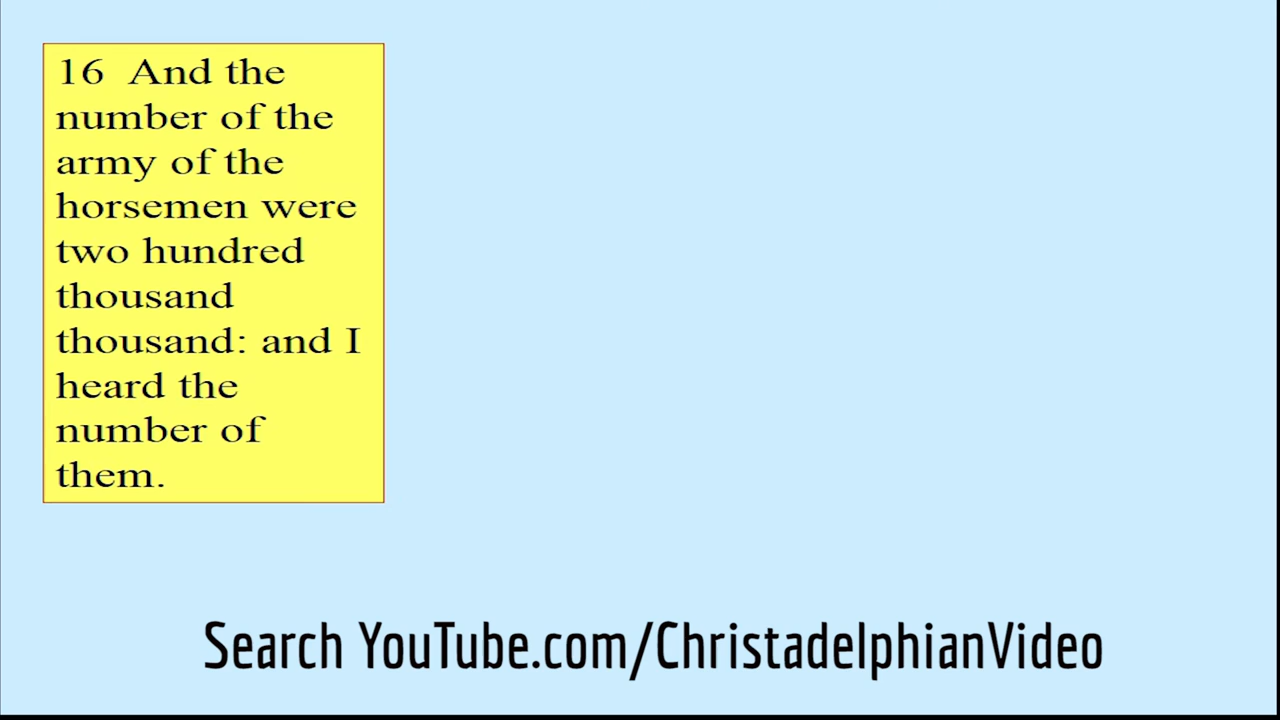 16 And the
number of the
army of the
horsemen were
two hundred
thousand
thousand: and I
heard the
number of
them.
Search YouTube.com/ChristadelphianVideo